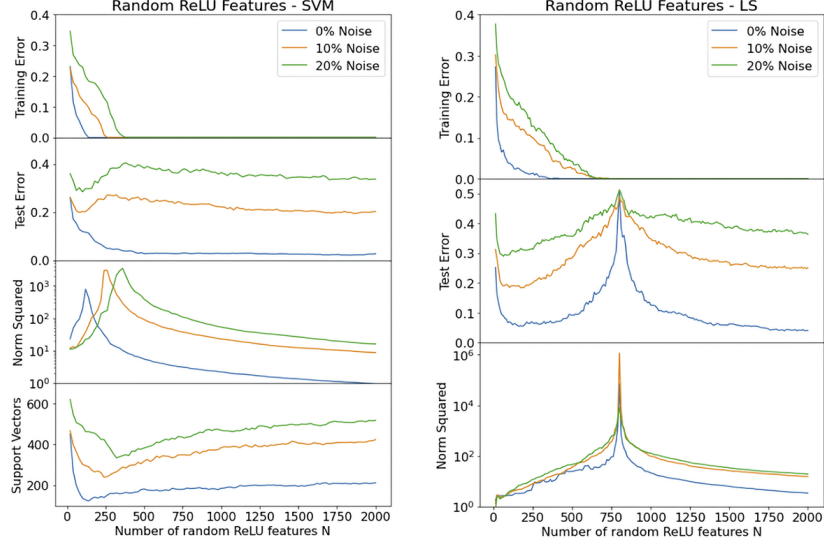 Random ReLU Features - SVM
0.4
0.3
0.2
0.1
0.0
Training Error
0% Noise
10% Noise
20% Noise
0.4
0.2
0.0
Test Error
10³
10²
10¹
10⁰
Norm Squared
600
400
200
Support Vectors
0 250 500 750 1000 1250 1500 1750 2000
Number of random ReLU features N
Random ReLU Features - LS
0.4
0.3
0.2
0.1
0.0
Training Error
0% Noise
10% Noise
20% Noise
0.5
0.4
0.3
0.2
0.1
0.0
Test Error
10⁶
10⁴
10²
10⁰
Norm Squared
0 250 500 750 1000 1250 1500 1750 2000
Number of random ReLU features N